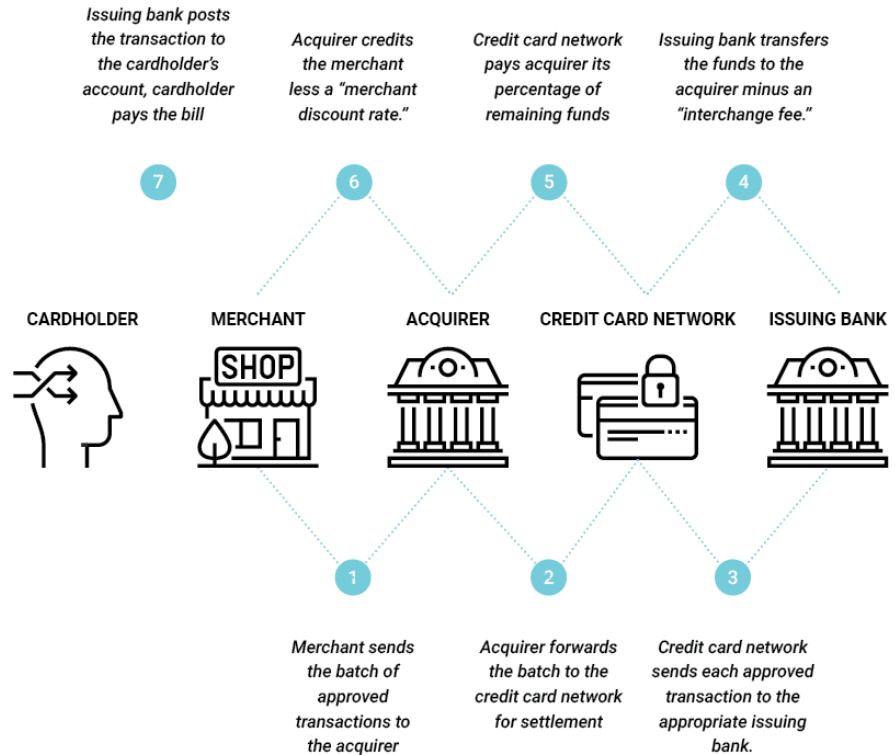 Issuing bank posts
the transaction to
the cardholder's
account, cardholder
pays the bill
Acquirer credits
the merchant
less a “merchant
discount rate.”
Credit card network
pays acquirer its
percentage of
remaining funds
Issuing bank transfers
the funds to the
acquirer minus an
“interchange fee.”
7
6
5
4
CARDHOLDER
MERCHANT
ACQUIRER
CREDIT CARD NETWORK
ISSUING BANK
SHOP
1
2
3
Merchant sends
the batch of
approved
transactions to
the acquirer
Acquirer forwards
the batch to the
credit card network
for settlement
Credit card network
sends each approved
transaction to the
appropriate issuing
bank.